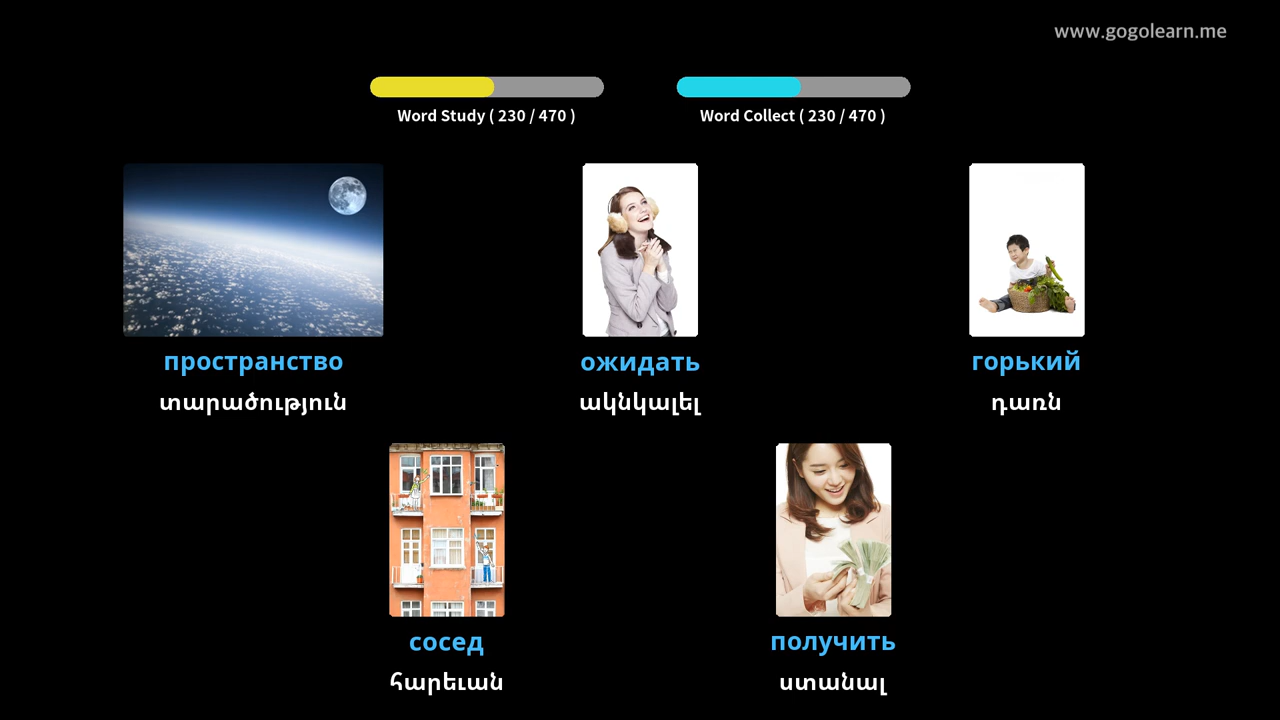 www.gogolearn.me
Word Study ( 230 / 470 )
Word Collect ( 230 / 470 )
пространство
ожидать
горький
տարածություն
ակնկալել
դառն
сосед
получить
հարեւան
ստանալ